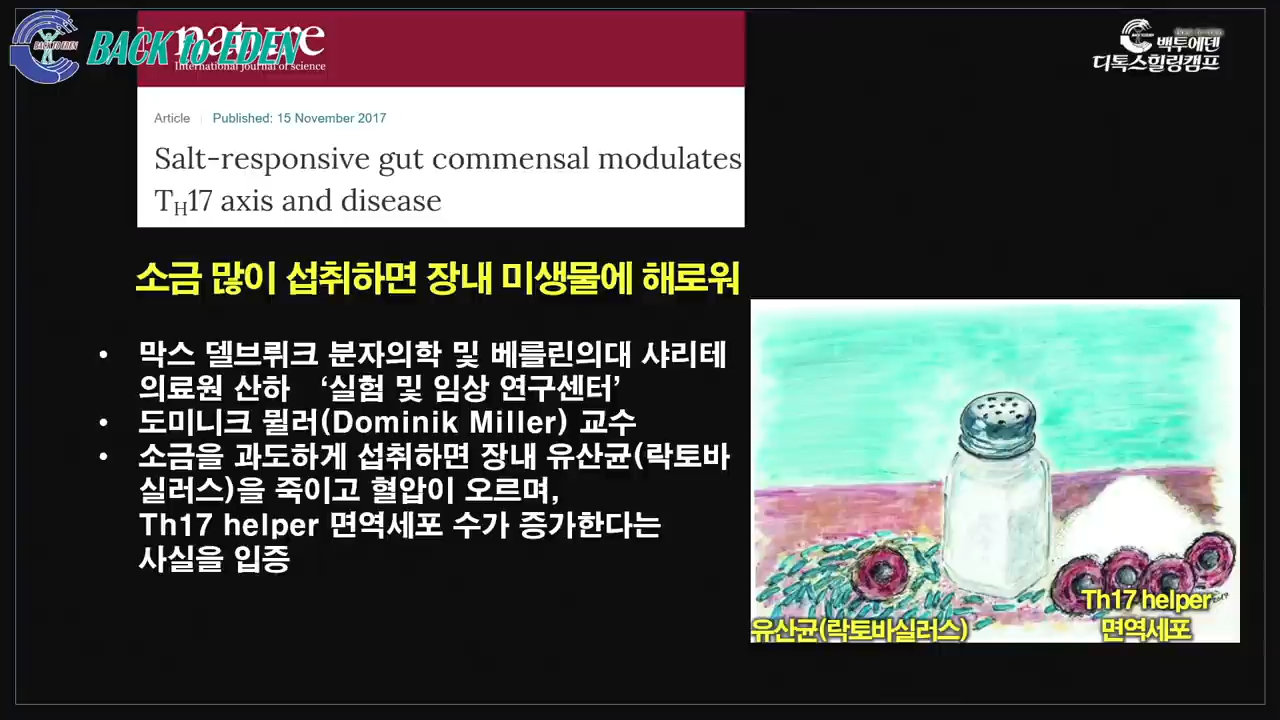 BACK to EDEN
BACK TO EDEN
nature
International journal of science
백투에덴
디톡스힐링캠프
Article | Published: 15 November 2017
Salt-responsive gut commensal modulates
TH17 axis and disease
소금 많이 섭취하면 장내 미생물에 해로워
• 막스 델브뤼크 분자의학 및 베를린의대 샤리테
의료원 산하 ‘실험 및 임상 연구센터’
• 도미니크 뮐러(Dominik Miller) 교수
• 소금을 과도하게 섭취하면 장내 유산균(락토바
실러스)을 죽이고 혈압이 오르며,
Th17 helper 면역세포 수가 증가한다는
사실을 입증
유산균(락토바실러스)
Th17 helper
면역세포